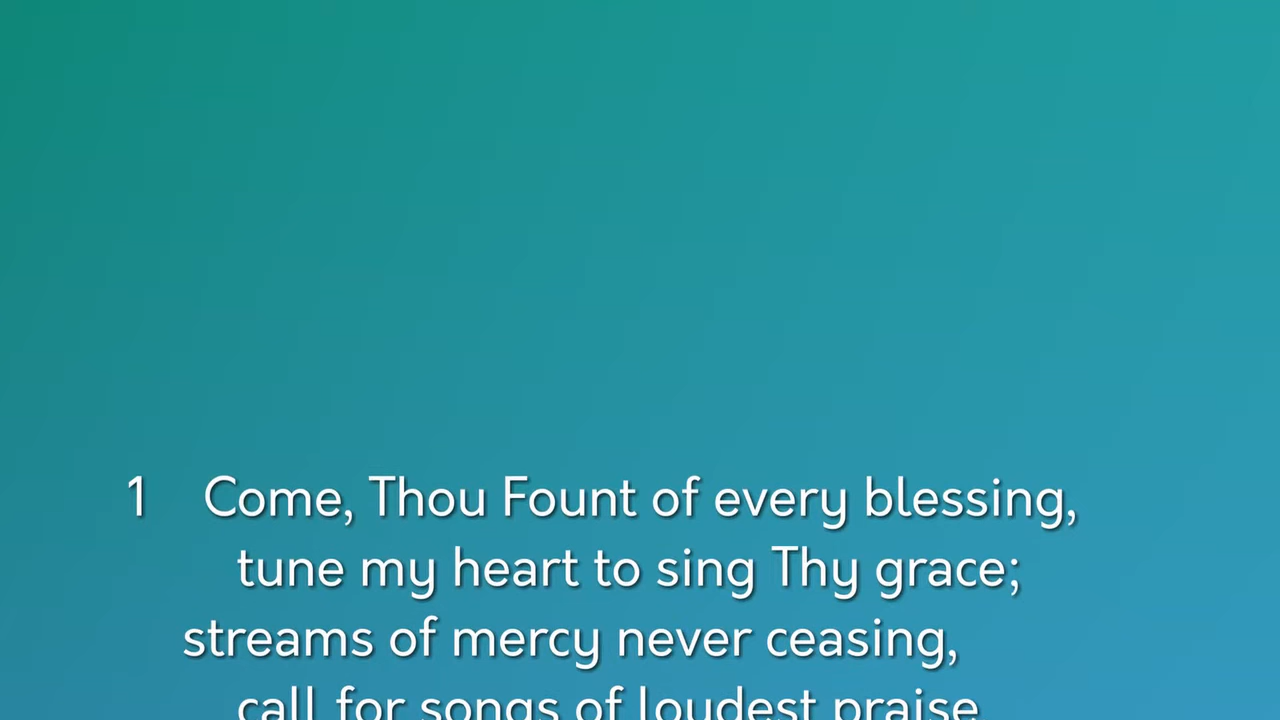 1 Come, Thou Fount of every blessing,
tune my heart to sing Thy grace;
streams of mercy never ceasing,
call for songs of loudest praise